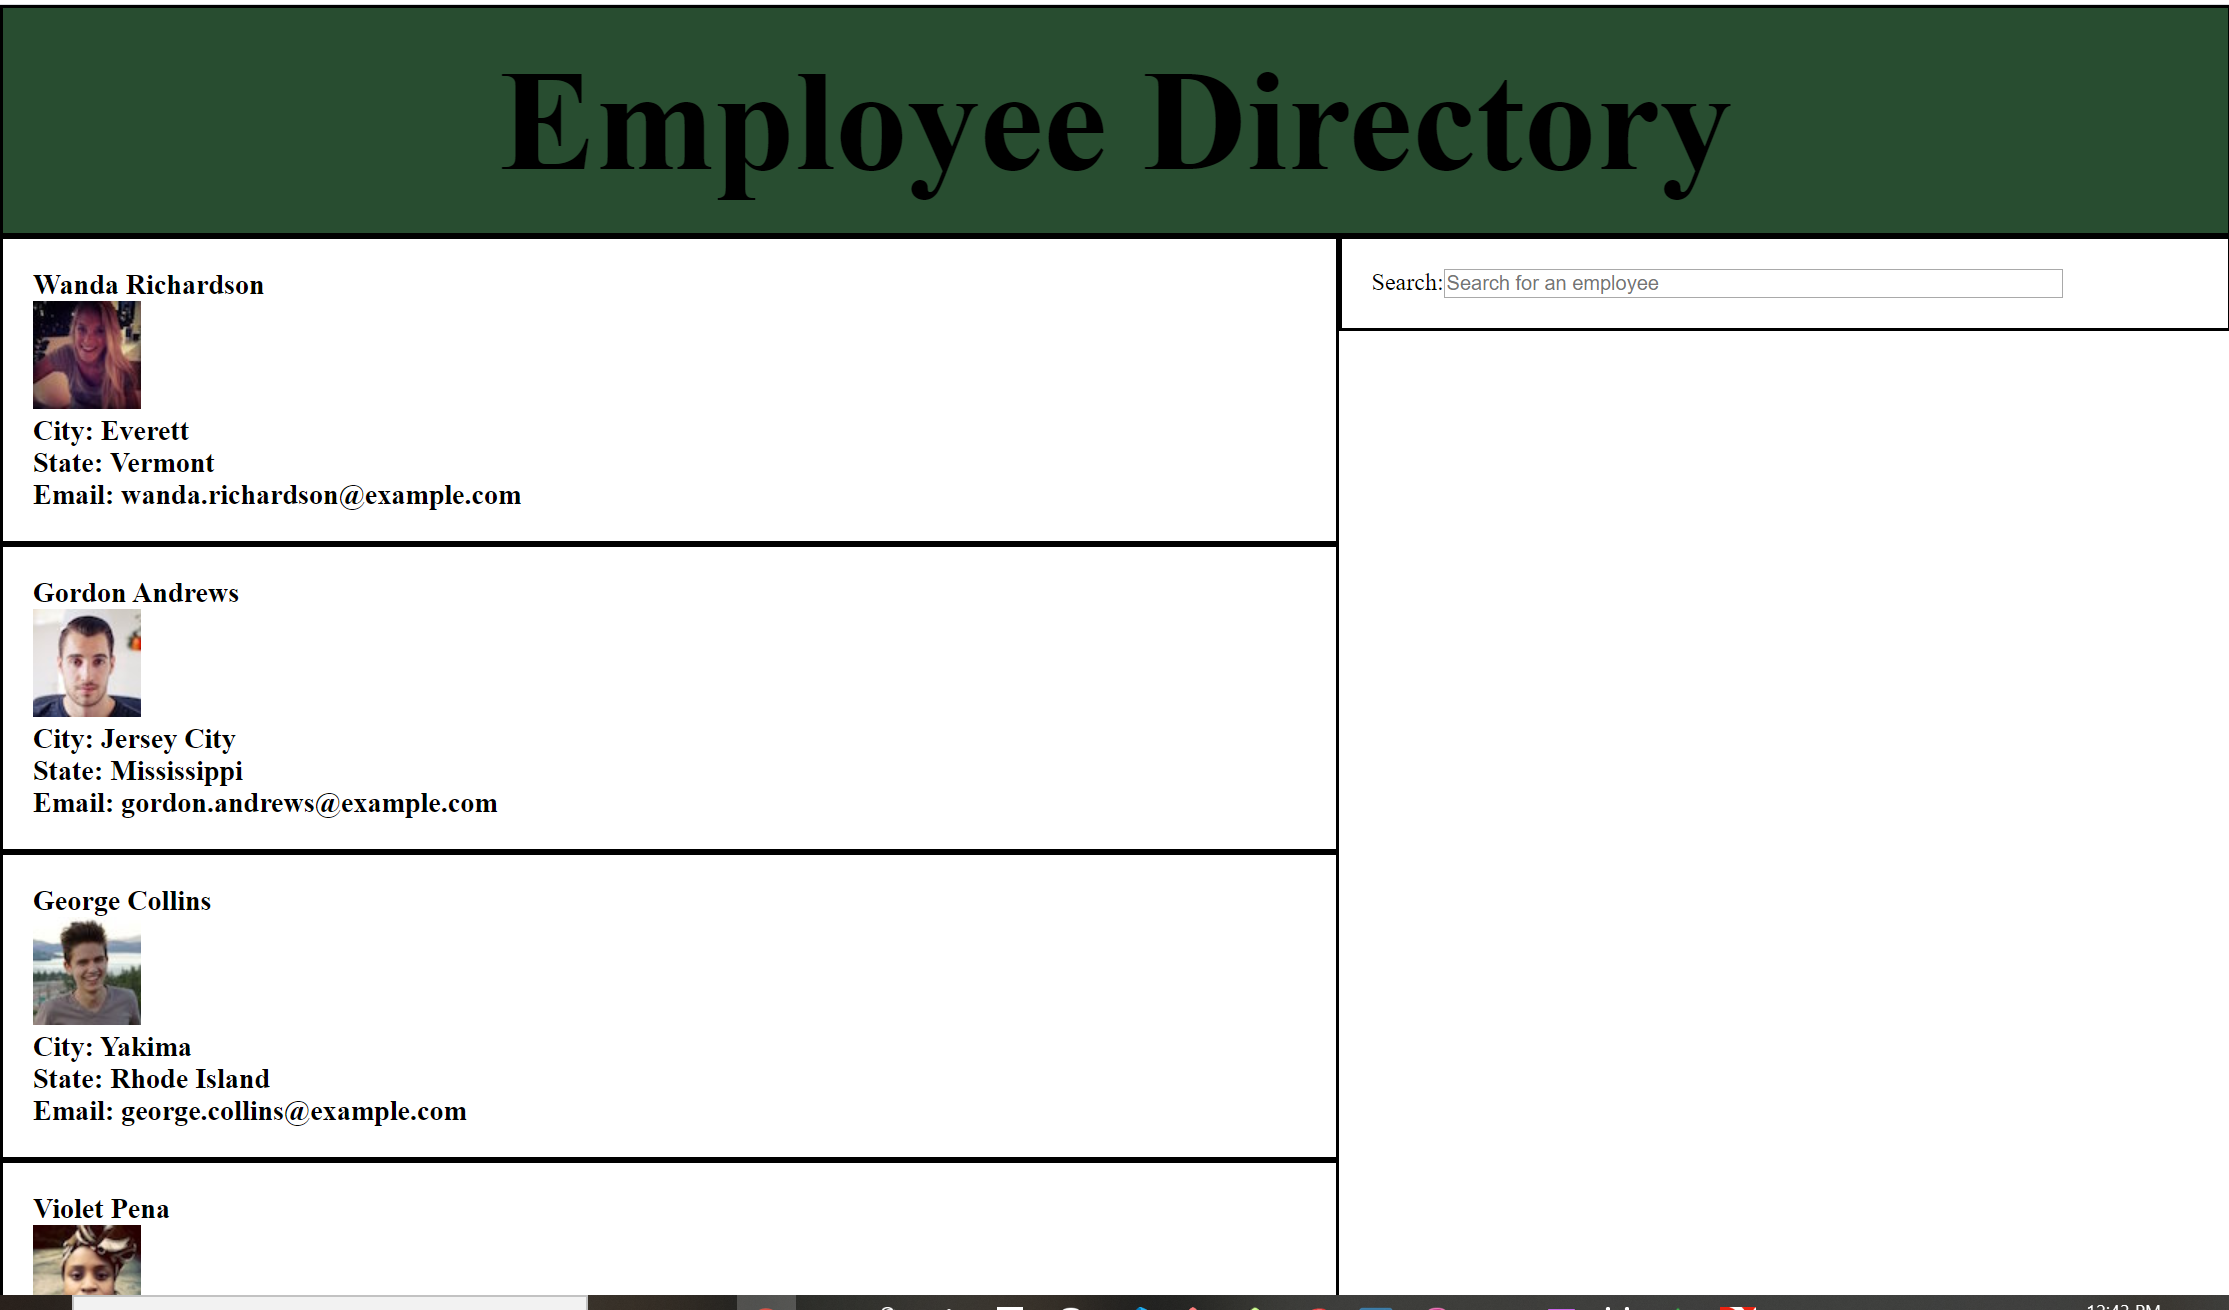 Employee Directory
Wanda Richardson
City: Everett
State: Vermont
Email: wanda.richardson@example.com
Search: Search for an employee
Gordon Andrews
City: Jersey City
State: Mississippi
Email: gordon.andrews@example.com
George Collins
City: Yakima
State: Rhode Island
Email: george.collins@example.com
Violet Pena